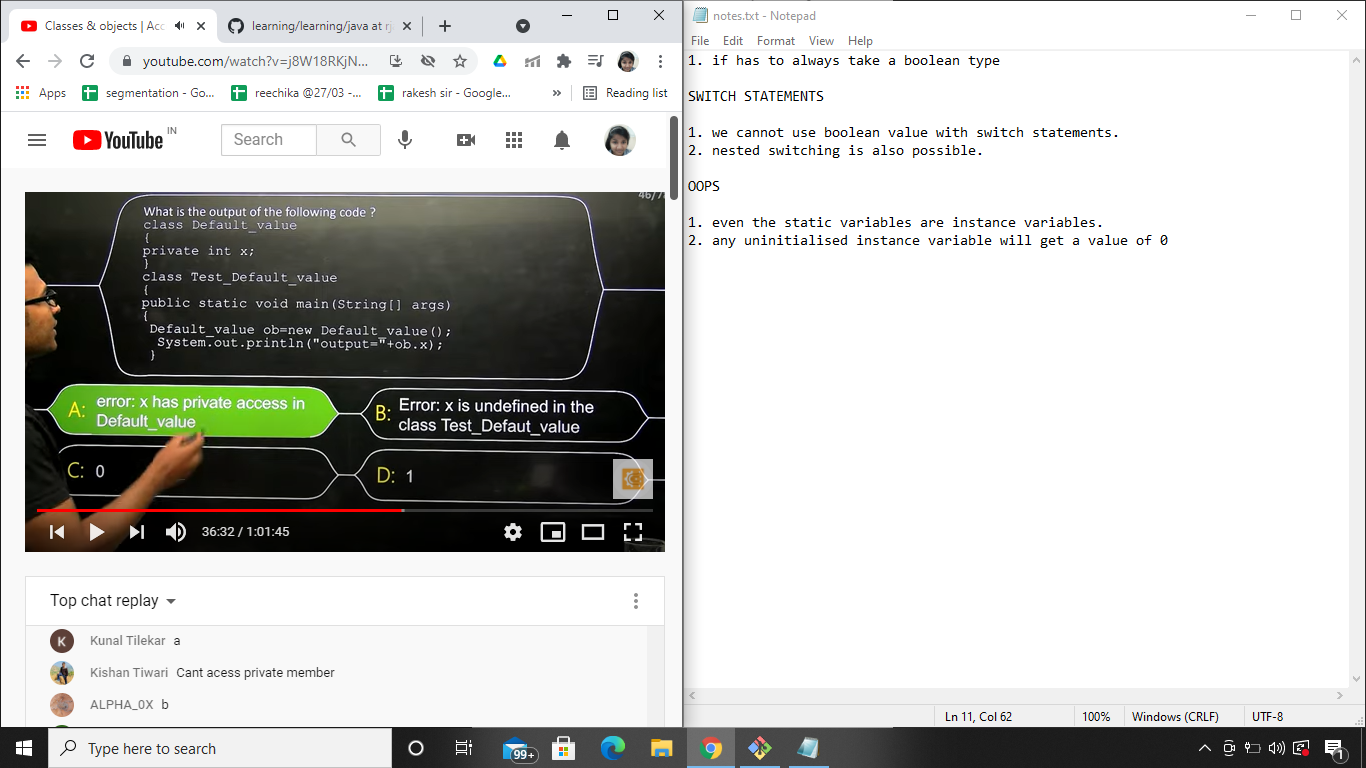 Classes & objects | Acc
learning/learning/java at rj
youtube.com/watch?v=j8W18RKjN...
Apps
segmentation - Go...
reechika @27/03 -...
rakesh sir - Google...
»
Reading list
YouTube IN
Search
46/7
What is the output of the following code ?
class Default_value
{
private int x;
}
class Test_Default_value
{
public static void main(String[] args)
{
Default_value ob=new Default_value();
System.out.println("output="+ob.x);
}
A: error: x has private access in
Default_value
B: Error: x is undefined in the
class Test_Defaut_value
C: 0
D: 1
36:32 / 1:01:45
Top chat replay
K Kunal Tilekar a
Kishan Tiwari Cant acess private member
ALPHA_0X b
notes.txt - Notepad
File Edit Format View Help
1. if has to always take a boolean type
SWITCH STATEMENTS
1. we cannot use boolean value with switch statements.
2. nested switching is also possible.
OOPS
1. even the static variables are instance variables.
2. any uninitialised instance variable will get a value of 0
Ln 11, Col 62
100%
Windows (CRLF)
UTF-8
Type here to search
99+
1